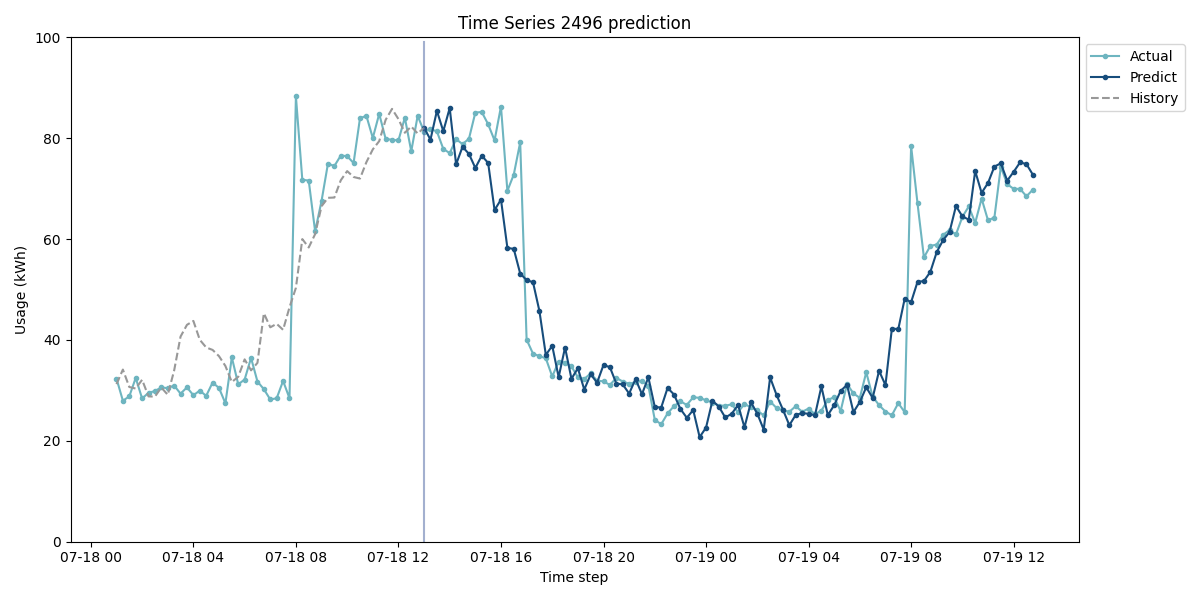 Time Series 2496 prediction
100
80
60
40
20
0
Usage (kWh)
07-18 00
07-18 04
07-18 08
07-18 12
07-18 16
07-18 20
07-19 00
07-19 04
07-19 08
07-19 12
Time step
Actual
Predict
History